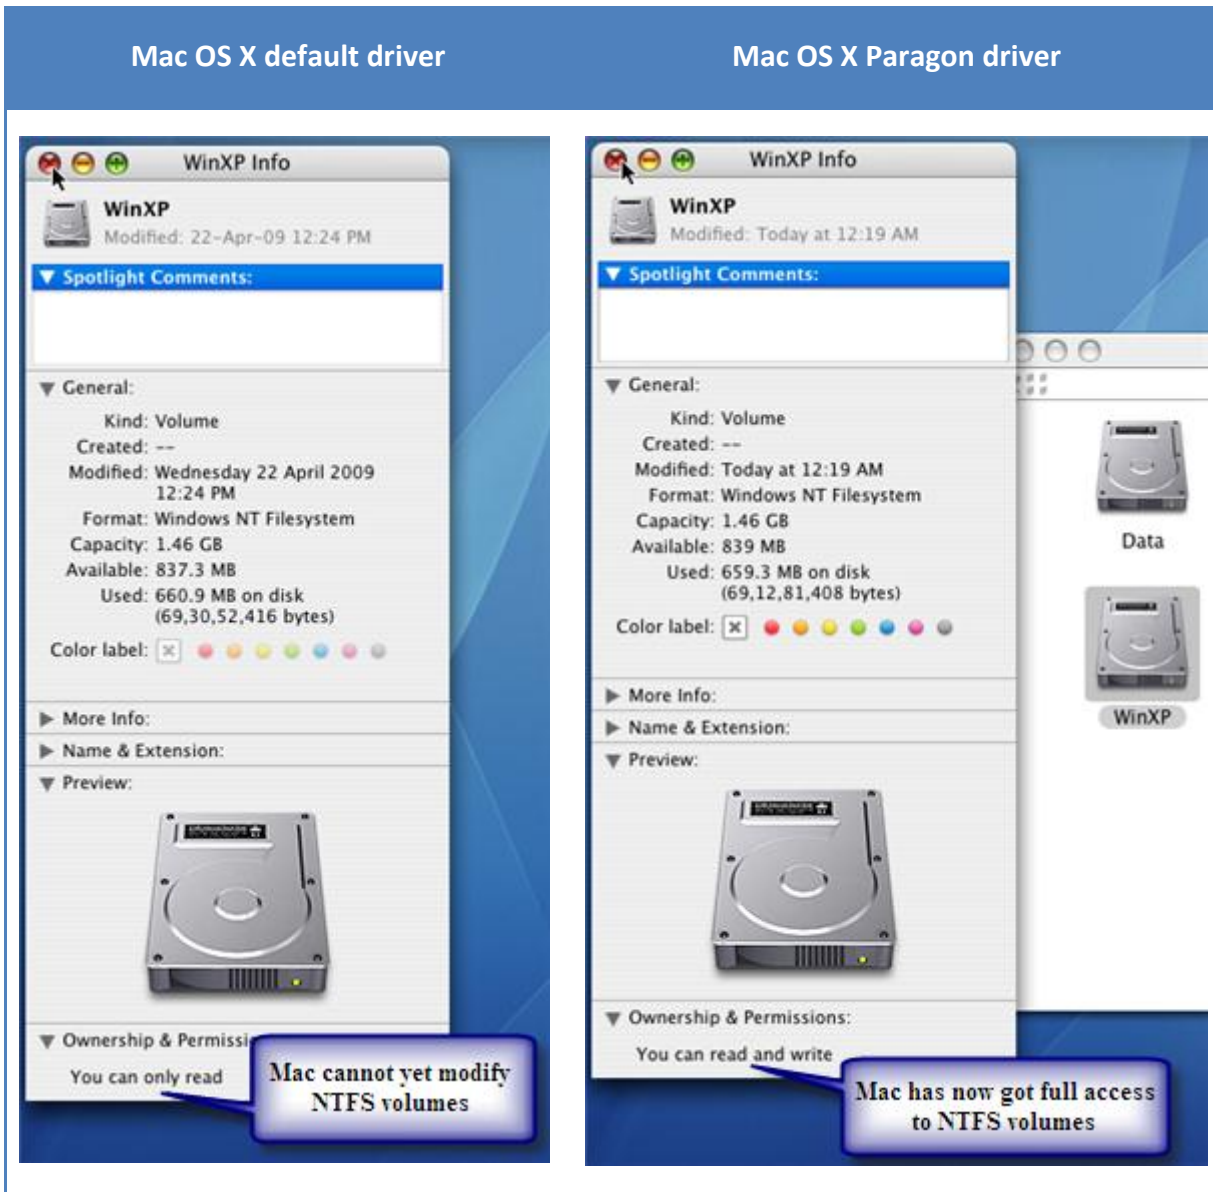 Mac OS X default driver
Mac OS X Paragon driver
WinXP Info
WinXP
Modified: 22-Apr-09 12:24 PM
Spotlight Comments:
General:
Kind: Volume
Created: --
Modified: Wednesday 22 April 2009
12:24 PM
Format: Windows NT Filesystem
Capacity: 1.46 GB
Available: 837.3 MB
Used: 660.9 MB on disk
(69,30,52,416 bytes)
Color label:
More Info:
Name & Extension:
Preview:
Ownership & Permissi
You can only read
Mac cannot yet modify
NTFS volumes
WinXP Info
WinXP
Modified: Today at 12:19 AM
Spotlight Comments:
General:
Kind: Volume
Created: --
Modified: Today at 12:19 AM
Format: Windows NT Filesystem
Capacity: 1.46 GB
Available: 839 MB
Used: 659.3 MB on disk
(69,12,81,408 bytes)
Color label:
More Info:
Name & Extension:
Preview:
Ownership & Permissions:
You can read and write
Mac has now got full access
to NTFS volumes
Data
WinXP